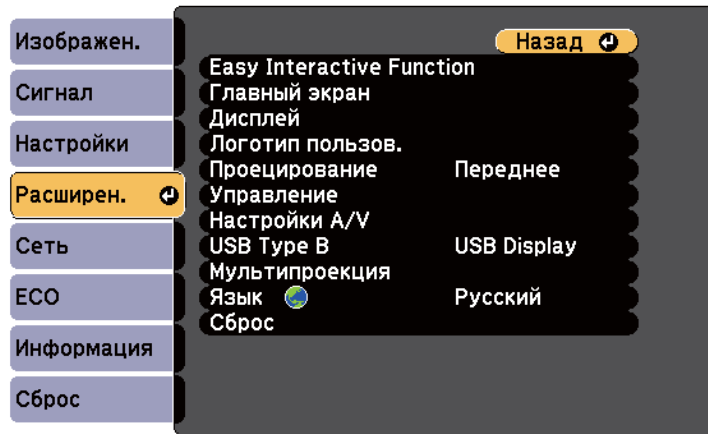 Изображен.
Сигнал
Настройки
Расширен.
Сеть
ECO
Информация
Сброс
Назад
Easy Interactive Function
Главный экран
Дисплей
Логотип пользов.
Проецирование Переднее
Управление
Настройки A/V
USB Type B USB Display
Мультипроекция
Язык Русский
Сброс